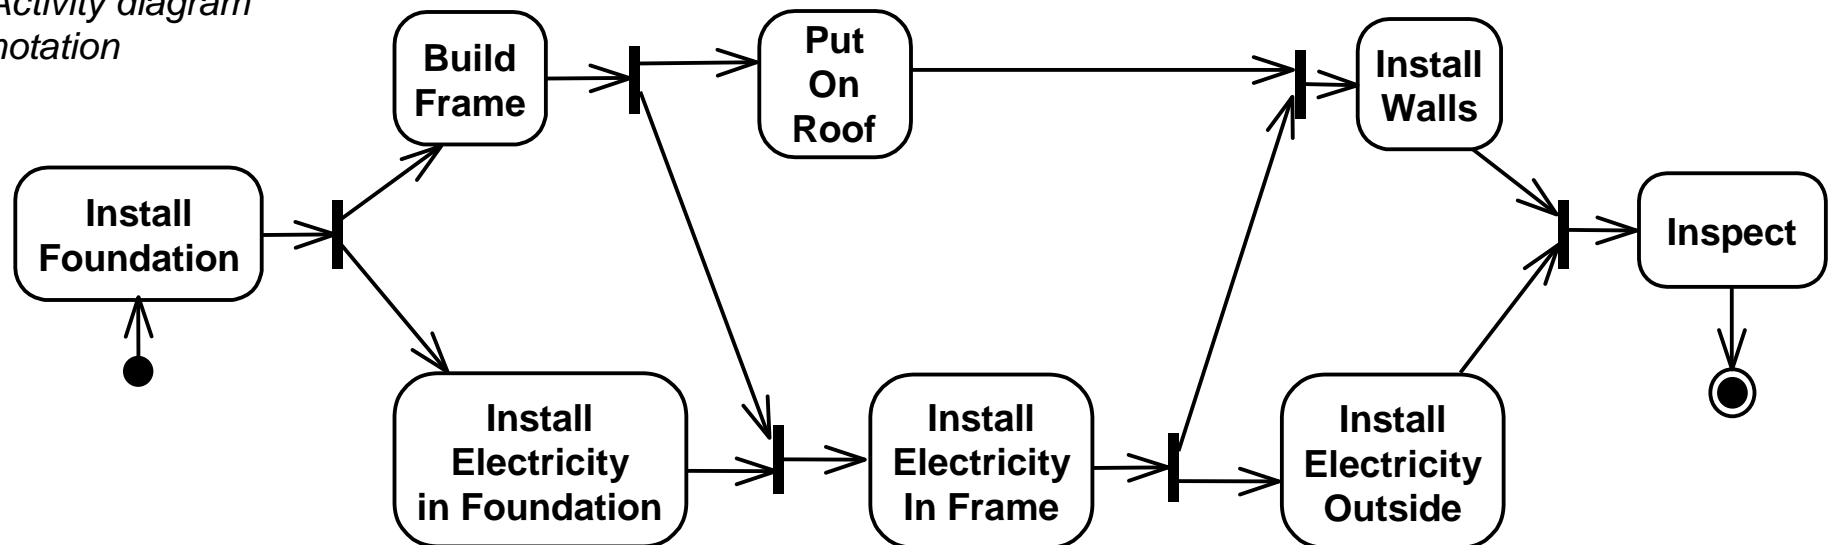 Activity diagram
notation
Build
Frame
Put
On
Roof
Install
Walls
Install
Foundation
Inspect
Install
Electricity
in Foundation
Install
Electricity
In Frame
Install
Electricity
Outside